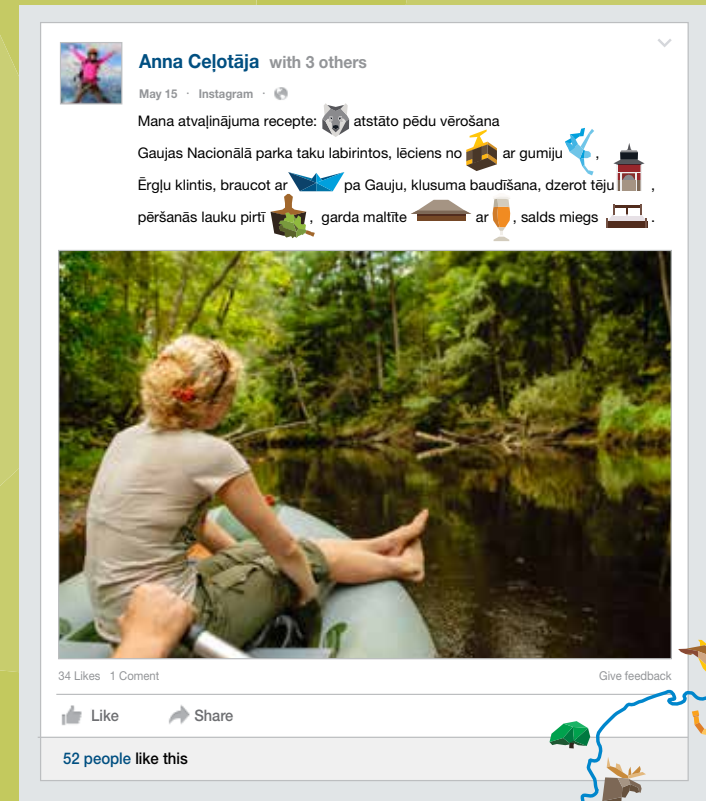 Anna Ceļotāja with 3 others
May 15 · Instagram ·
Mana atvaļinājuma recepte: atstāto pēdu vērošana
Gaujas Nacionālā parka taku labirintos, lēciens no ar gumiju ,
Ērgļu klintis, braucot ar pa Gauju, klusuma baudīšana, dzerot tēju ,
pēršanās lauku pirtī , garda maltīte ar , salds miegs .
34 Likes 1 Coment Give feedback
Like Share
52 people like this